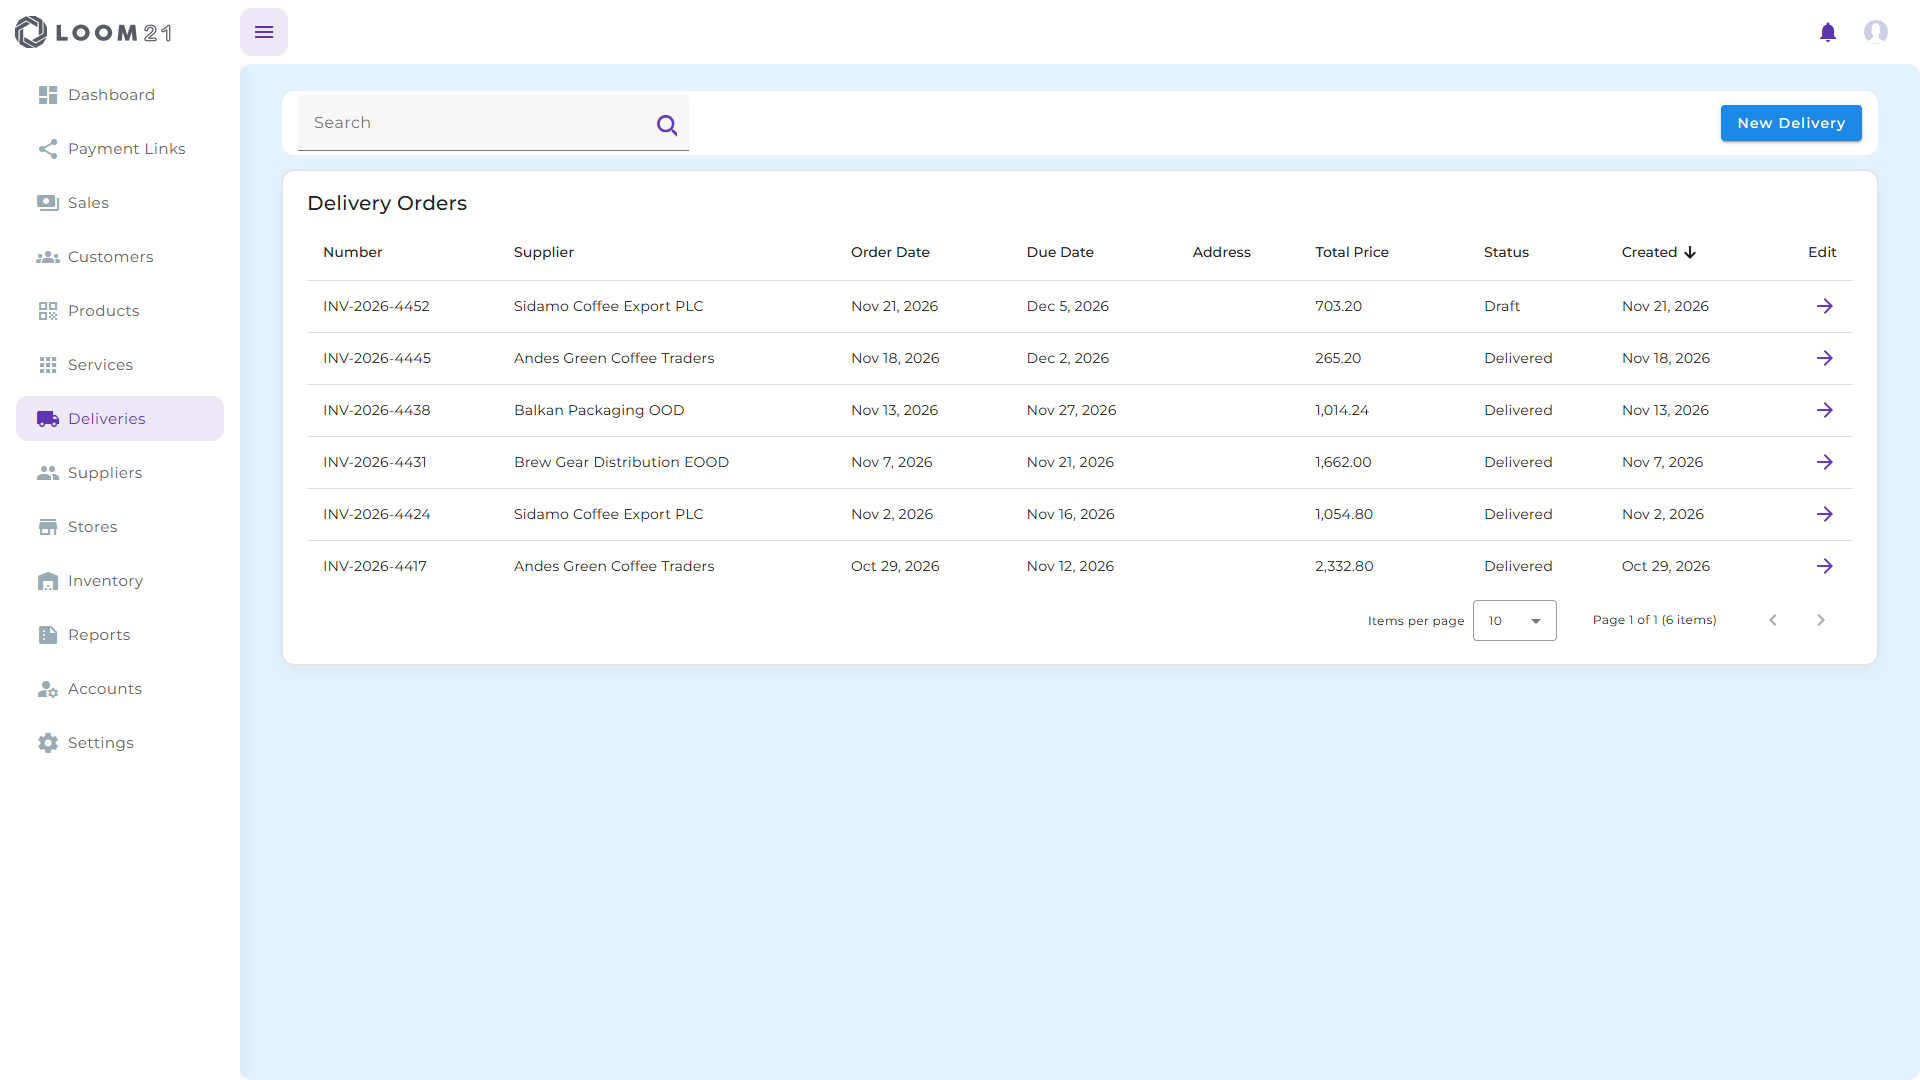 LOOM 21
Dashboard
Payment Links
Sales
Customers
Products
Services
Deliveries
Suppliers
Stores
Inventory
Reports
Accounts
Settings
Search
New Delivery
Delivery Orders
Number Supplier Order Date Due Date Address Total Price Status Created Edit
INV-2026-4452 Sidamo Coffee Export PLC Nov 21, 2026 Dec 5, 2026 703.20 Draft Nov 21, 2026
INV-2026-4445 Andes Green Coffee Traders Nov 18, 2026 Dec 2, 2026 265.20 Delivered Nov 18, 2026
INV-2026-4438 Balkan Packaging OOD Nov 13, 2026 Nov 27, 2026 1,014.24 Delivered Nov 13, 2026
INV-2026-4431 Brew Gear Distribution EOOD Nov 7, 2026 Nov 21, 2026 1,662.00 Delivered Nov 7, 2026
INV-2026-4424 Sidamo Coffee Export PLC Nov 2, 2026 Nov 16, 2026 1,054.80 Delivered Nov 2, 2026
INV-2026-4417 Andes Green Coffee Traders Oct 29, 2026 Nov 12, 2026 2,332.80 Delivered Oct 29, 2026
Items per page 10 Page 1 of 1 (6 items)